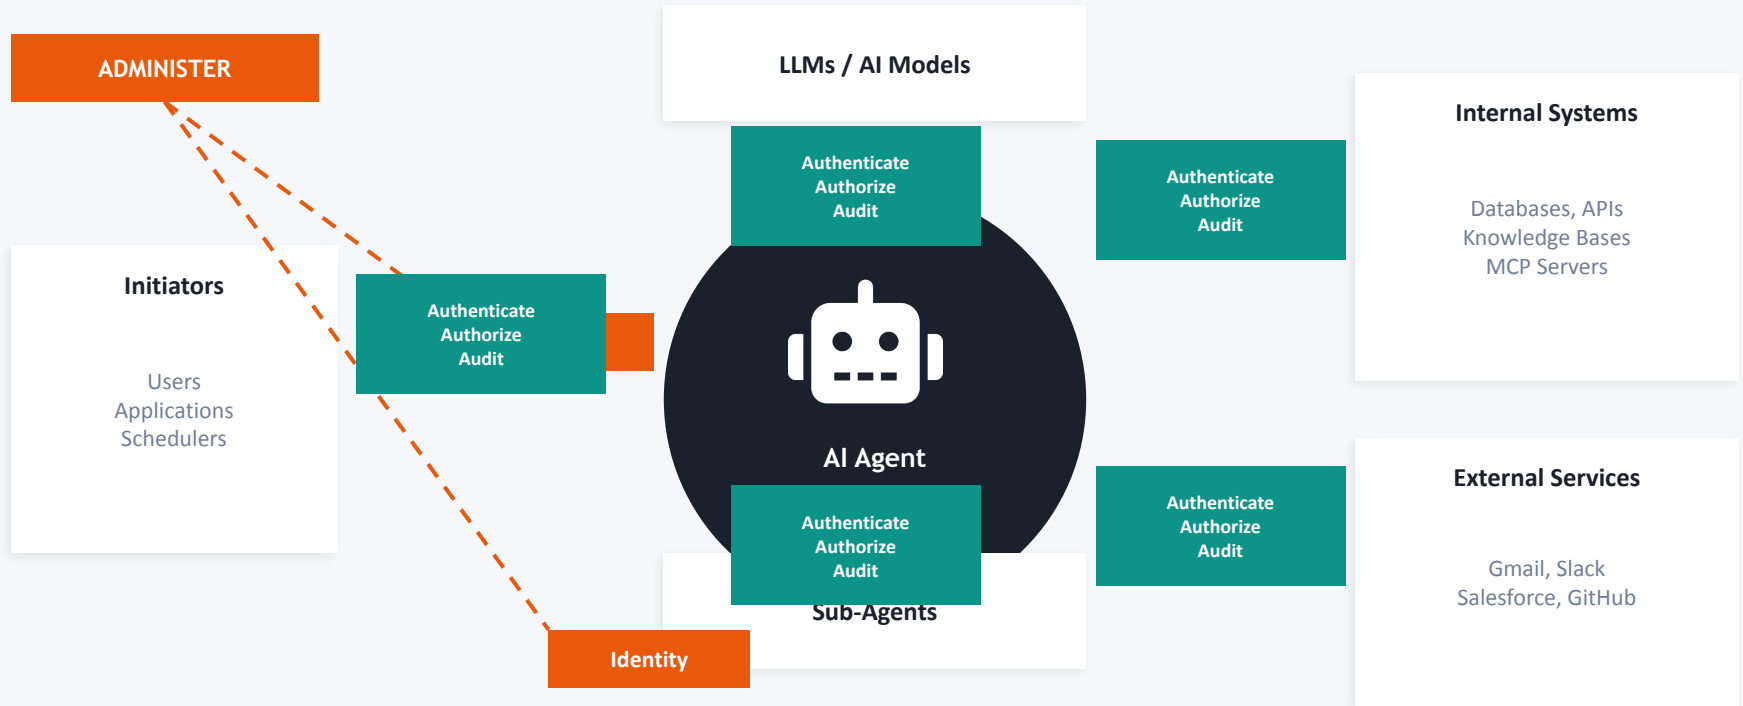 ADMINISTER
LLMs / AI Models
Authenticate
Authorize
Audit
Internal Systems
Databases, APIs
Knowledge Bases
MCP Servers
Authenticate
Authorize
Audit
Initiators
Users
Applications
Schedulers
Authenticate
Authorize
Audit
AI Agent
Authenticate
Authorize
Audit
Sub-Agents
Authenticate
Authorize
Audit
External Services
Gmail, Slack
Salesforce, GitHub
Identity